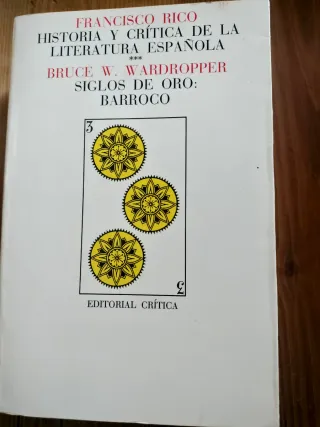 FRANCISCO RICO
HISTORIA Y CRÍTICA DE LA
LITERATURA ESPAÑOLA
***
BRUCE W. WARDROPPER
SIGLOS DE ORO:
BARROCO
3
3
EDITORIAL CRÍTICA